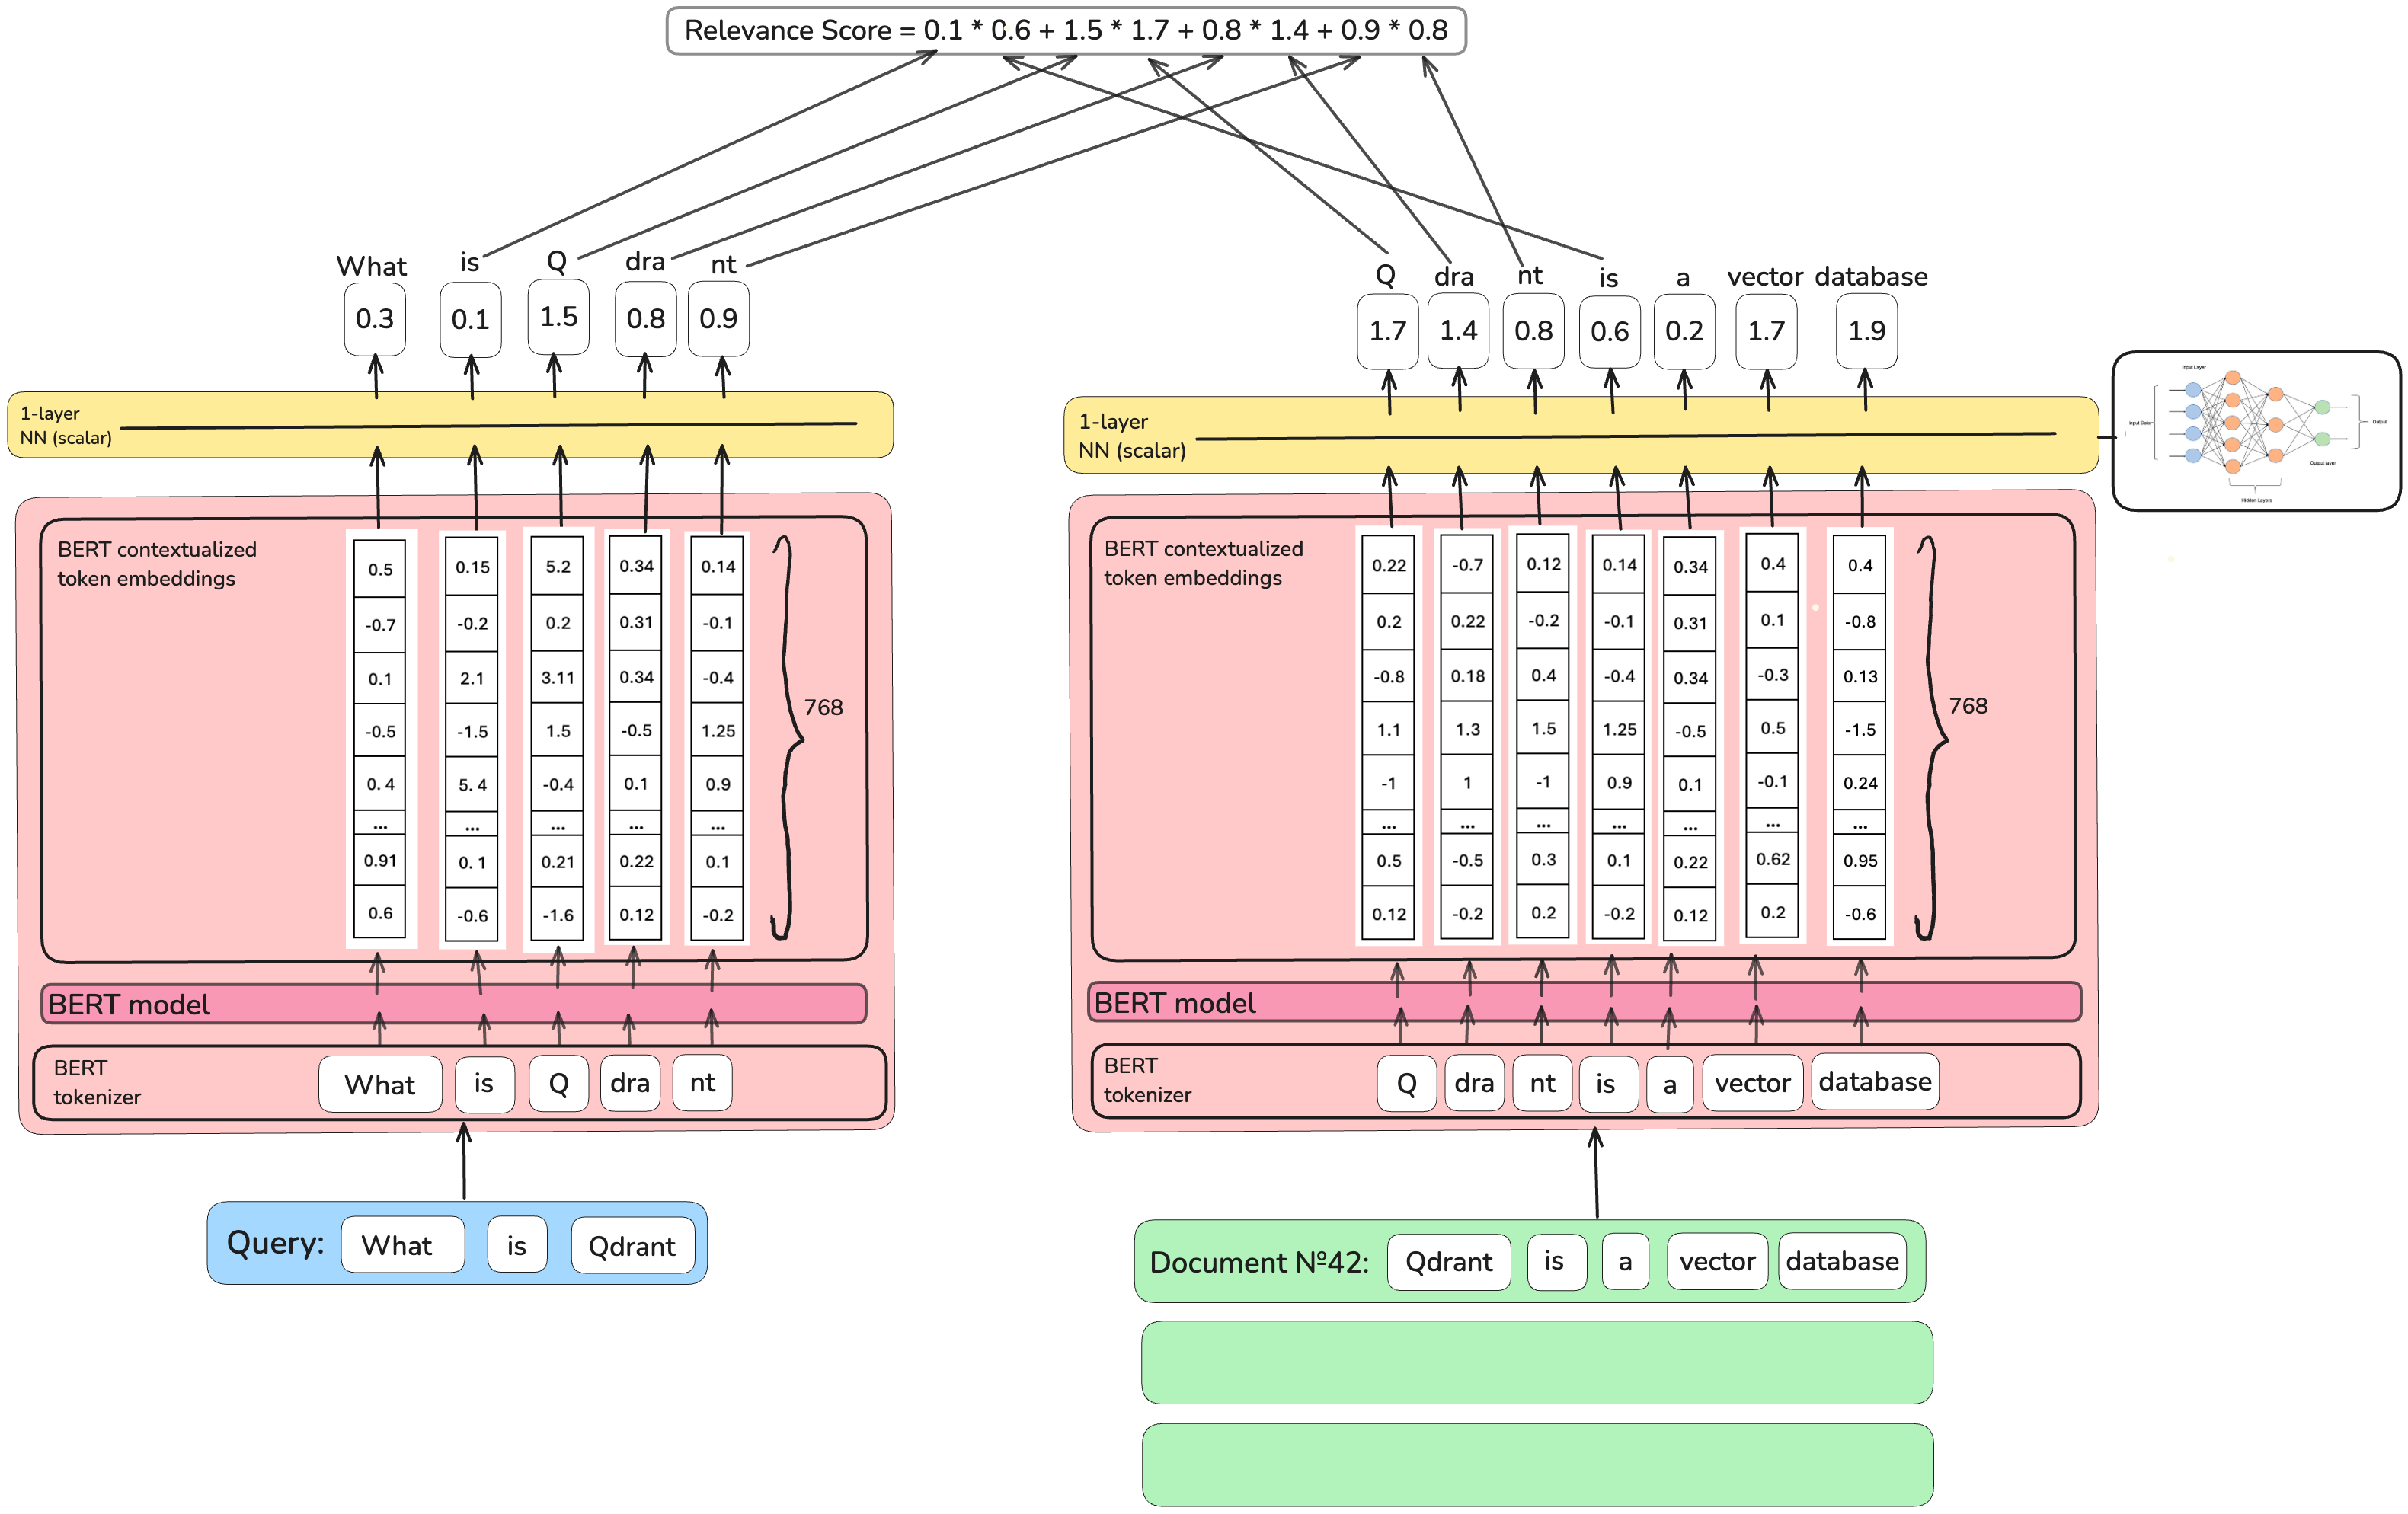 Relevance Score = 0.1 * 0.6 + 1.5 * 1.7 + 0.8 * 1.4 + 0.9 * 0.8
What is Q dra nt
0.3 0.1 1.5 0.8 0.9
1-layer
NN (scalar)
BERT contextualized
token embeddings
0.5 0.15 5.2 0.34 0.14
-0.7 -0.2 0.2 0.31 -0.1
0.1 2.1 3.11 0.34 -0.4
-0.5 -1.5 1.5 -0.5 1.25
0. 4 5. 4 -0.4 0.1 0.9
... ... ... ... ...
0.91 0. 1 0.21 0.22 0.1
0.6 -0.6 -1.6 0.12 -0.2
768
BERT model
BERT
tokenizer
What is Q dra nt
Query: What is Qdrant
Q dra nt is a vector database
1.7 1.4 0.8 0.6 0.2 1.7 1.9
1-layer
NN (scalar)
Input Layer
Input Data
Output
Output layer
Hidden Layers
BERT contextualized
token embeddings
0.22 -0.7 0.12 0.14 0.34 0.4 0.4
0.2 0.22 -0.2 -0.1 0.31 0.1 -0.8
-0.8 0.18 0.4 -0.4 0.34 -0.3 0.13
1.1 1.3 1.5 1.25 -0.5 0.5 -1.5
-1 1 -1 0.9 0.1 -0.1 0.24
... ... ... ... ... ... ...
0.5 -0.5 0.3 0.1 0.22 0.62 0.95
0.12 -0.2 0.2 -0.2 0.12 0.2 -0.6
768
BERT model
BERT
tokenizer
Q dra nt is a vector database
Document №42: Qdrant is a vector database